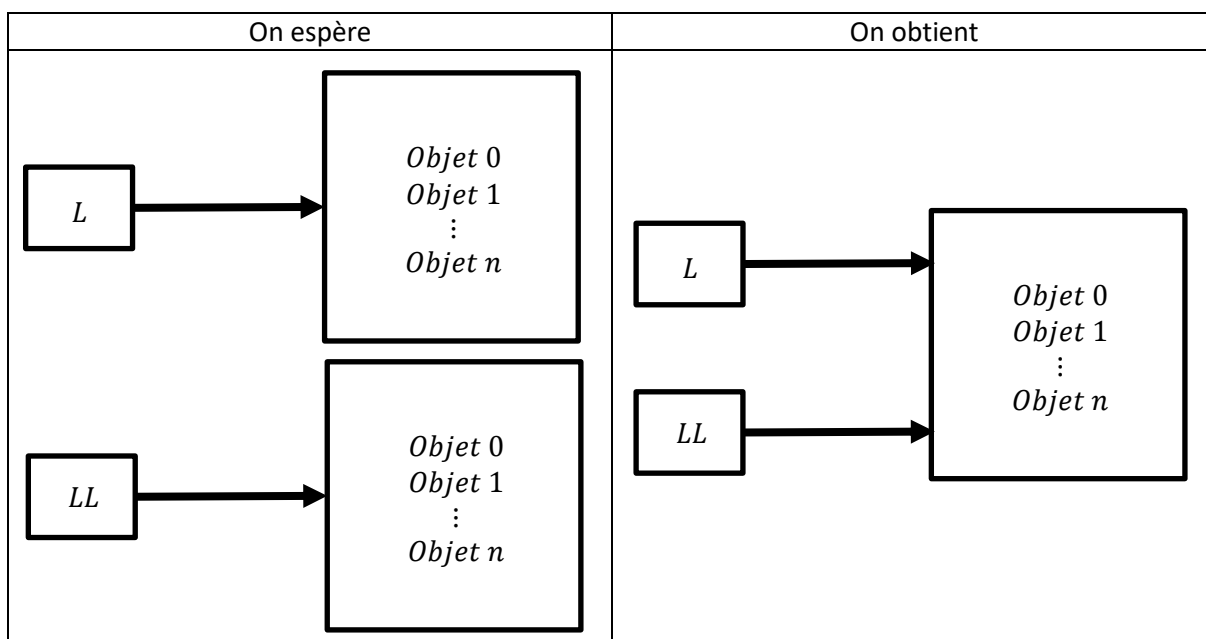 On espère
On obtient
L
Objet 0
Objet 1
⋮
Objet n
LL
Objet 0
Objet 1
⋮
Objet n
L
LL
Objet 0
Objet 1
⋮
Objet n